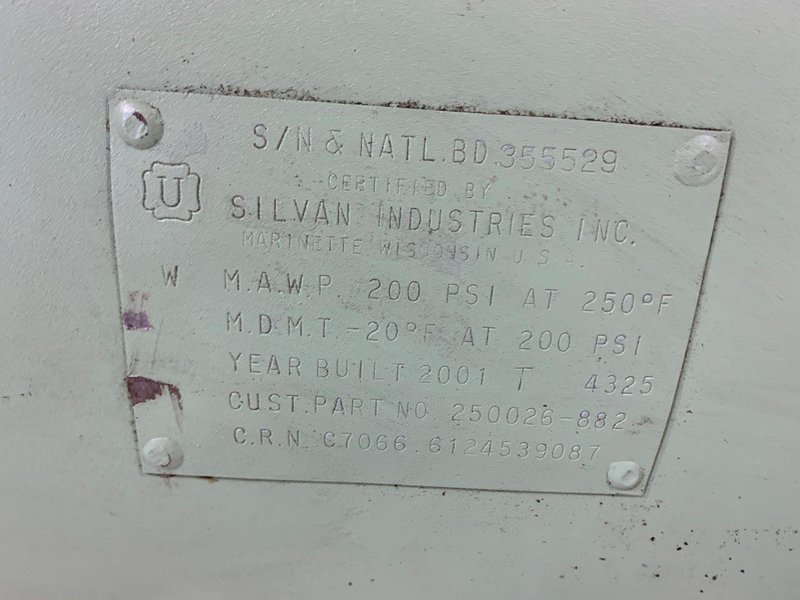 S/N & NATL.BD.355529
CERTIFIED BY
U
SILVAN INDUSTRIES INC.
MARINETTE WISCONSIN U.S.A.
W M.A.W.P. 200 PSI AT 250°F
M.D.M.T.-20°F AT 200 PSI
YEAR BUILT 2001 T 4325
CUST.PART NO. 250026-882
C.R.N. C7066.6124539087